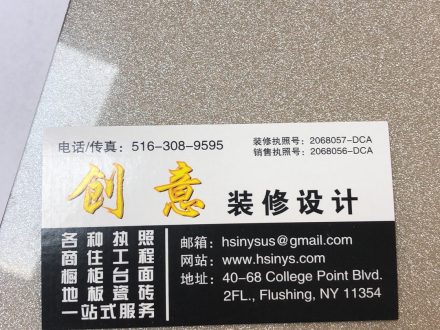 电话/传真：516-308-9595
装修执照号：2068057-DCA
销售执照号：2068056-DCA
创意 装修设计
各种执照
商住工程
橱柜台面
地板瓷砖
一站式服务
邮箱：hsinysus@gmail.com
网站：www.hsinys.com
地址：40-68 College Point Blvd.
2FL., Flushing, NY 11354